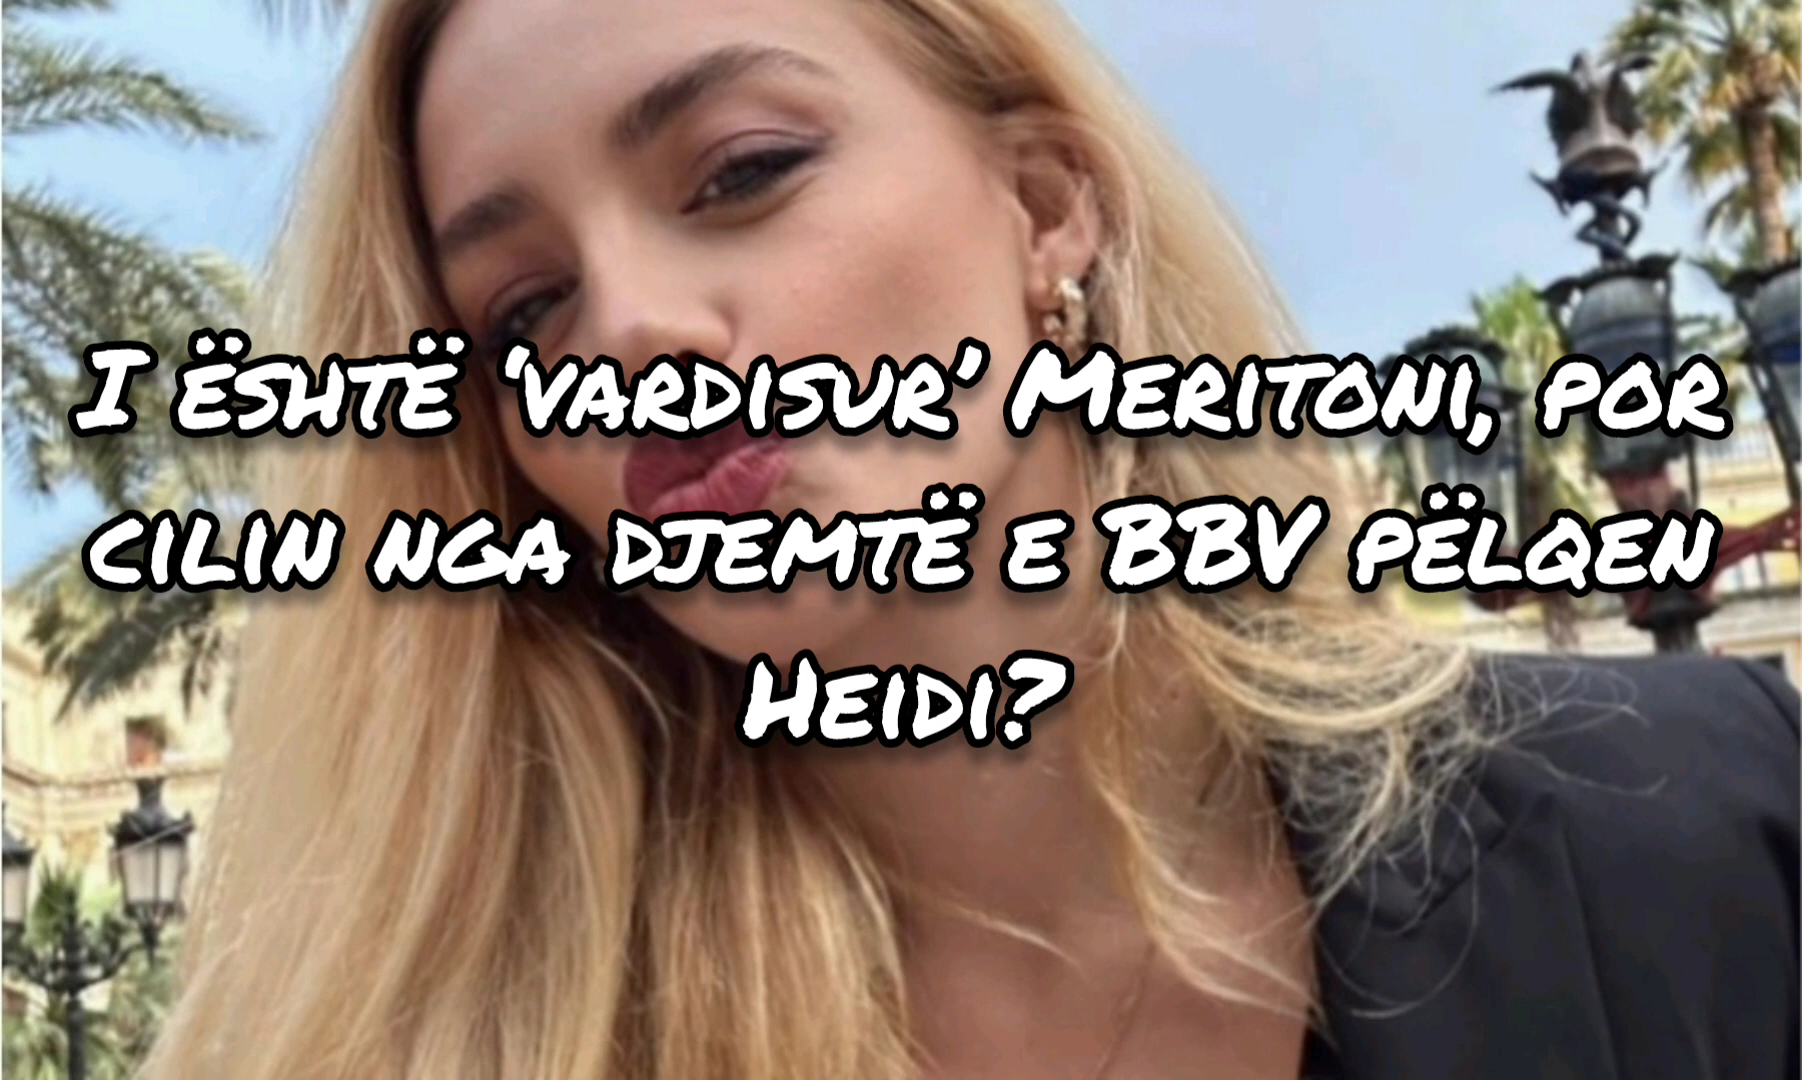 I ËSHTË ‘VARDISUR’ MERITONI, POR
CILIN NGA DJEMTË E BBV PËLQEN
HEIDI?